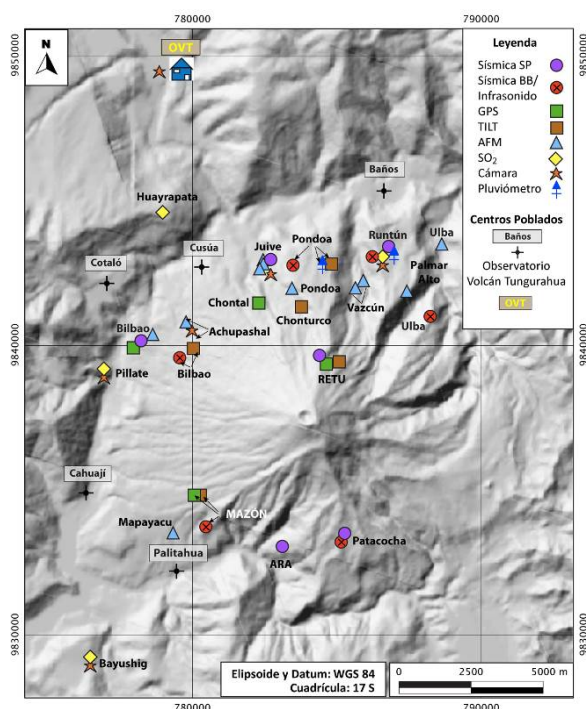 780000
790000
9850000
9850000
N
OVT
Leyenda
Sísmica SP
Sísmica BB/
Infrasonido
GPS
TILT
AFM
SO2
Cámara
Pluviómetro
Centros Poblados
Baños
Observatorio
Volcán Tungurahua
OVT
Baños
Huayrapata
Cusúa
Juive
Pondoa
Runtún
Ulba
Cotaló
Palmar
Alto
Pondoa
Vazcún
Chontal
Chonturco
Ulba
Bilbao
Achupashal
9840000
9840000
Bilbao
RETU
Pillate
Cahuají
MAZÓN
Mapayacu
Patacocha
ARA
Palitahua
9830000
9830000
Bayushig
Elipsoide y Datum: WGS 84
Cuadrícula: 17 S
0 2500 5000 m
780000
790000